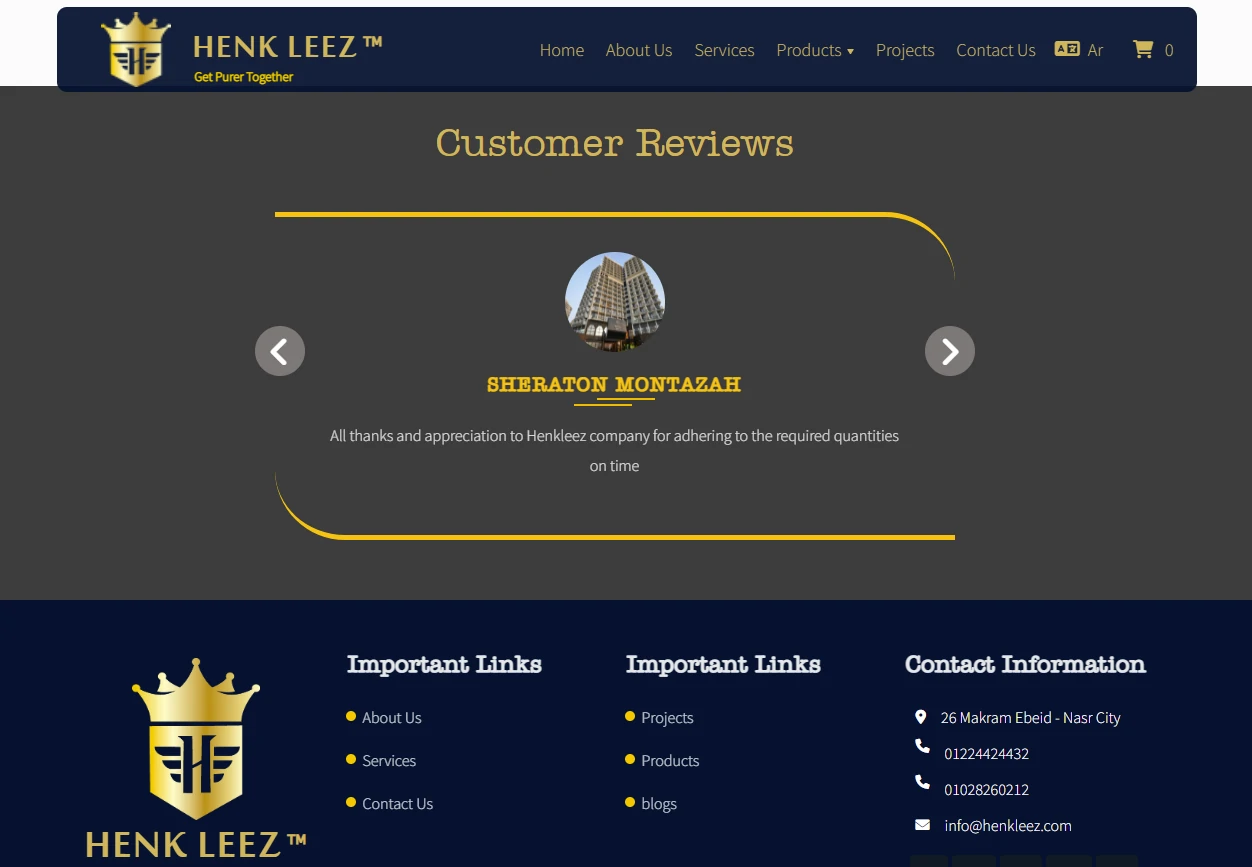 HENK LEEZ ™
Get Purer Together
Home About Us Services Products ▾ Projects Contact Us Ar 0
Customer Reviews
SHERATON MONTAZAH
All thanks and appreciation to Henkleez company for adhering to the required quantities
on time
HENK LEEZ ™
Important Links
About Us
Services
Contact Us
Important Links
Projects
Products
blogs
Contact Information
26 Makram Ebeid - Nasr City
01224424432
01028260212
info@henkleez.com